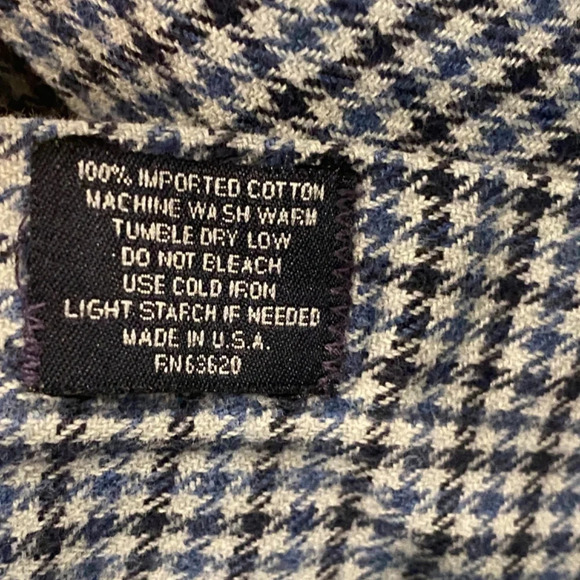 100% IMPORTED COTTON
MACHINE WASH WARM
TUMBLE DRY LOW
DO NOT BLEACH
USE COLD IRON
LIGHT STARCH IF NEEDED
MADE IN U.S.A.
RN63620